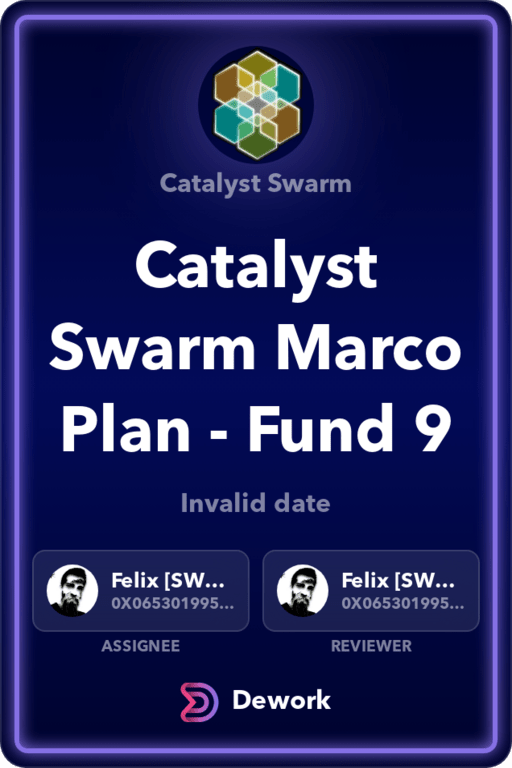 Catalyst Swarm
Catalyst
Swarm Marco
Plan - Fund 9
Invalid date
Felix [SW...
0X065301995...
Felix [SW...
0X065301995...
ASSIGNEE
REVIEWER
Dework